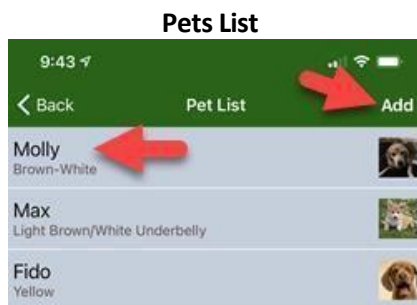 Pets List
9:43
Back Pet List Add
Molly
Brown-White
Max
Light Brown/White Underbelly
Fido
Yellow